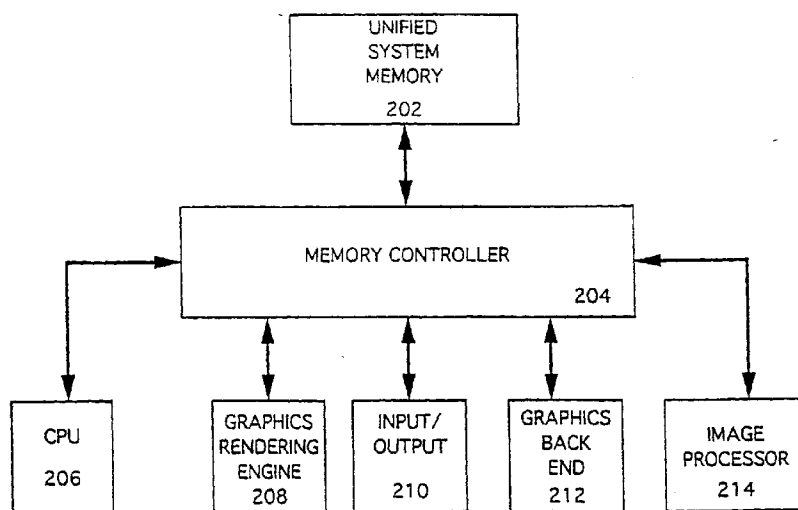 UNIFIED
SYSTEM
MEMORY
202
MEMORY CONTROLLER
204
CPU
206
GRAPHICS
RENDERING
ENGINE
208
INPUT/
OUTPUT
210
GRAPHICS
BACK
END
212
IMAGE
PROCESSOR
214